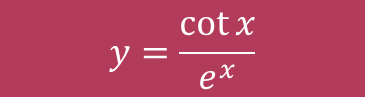 y = cot x / e^x